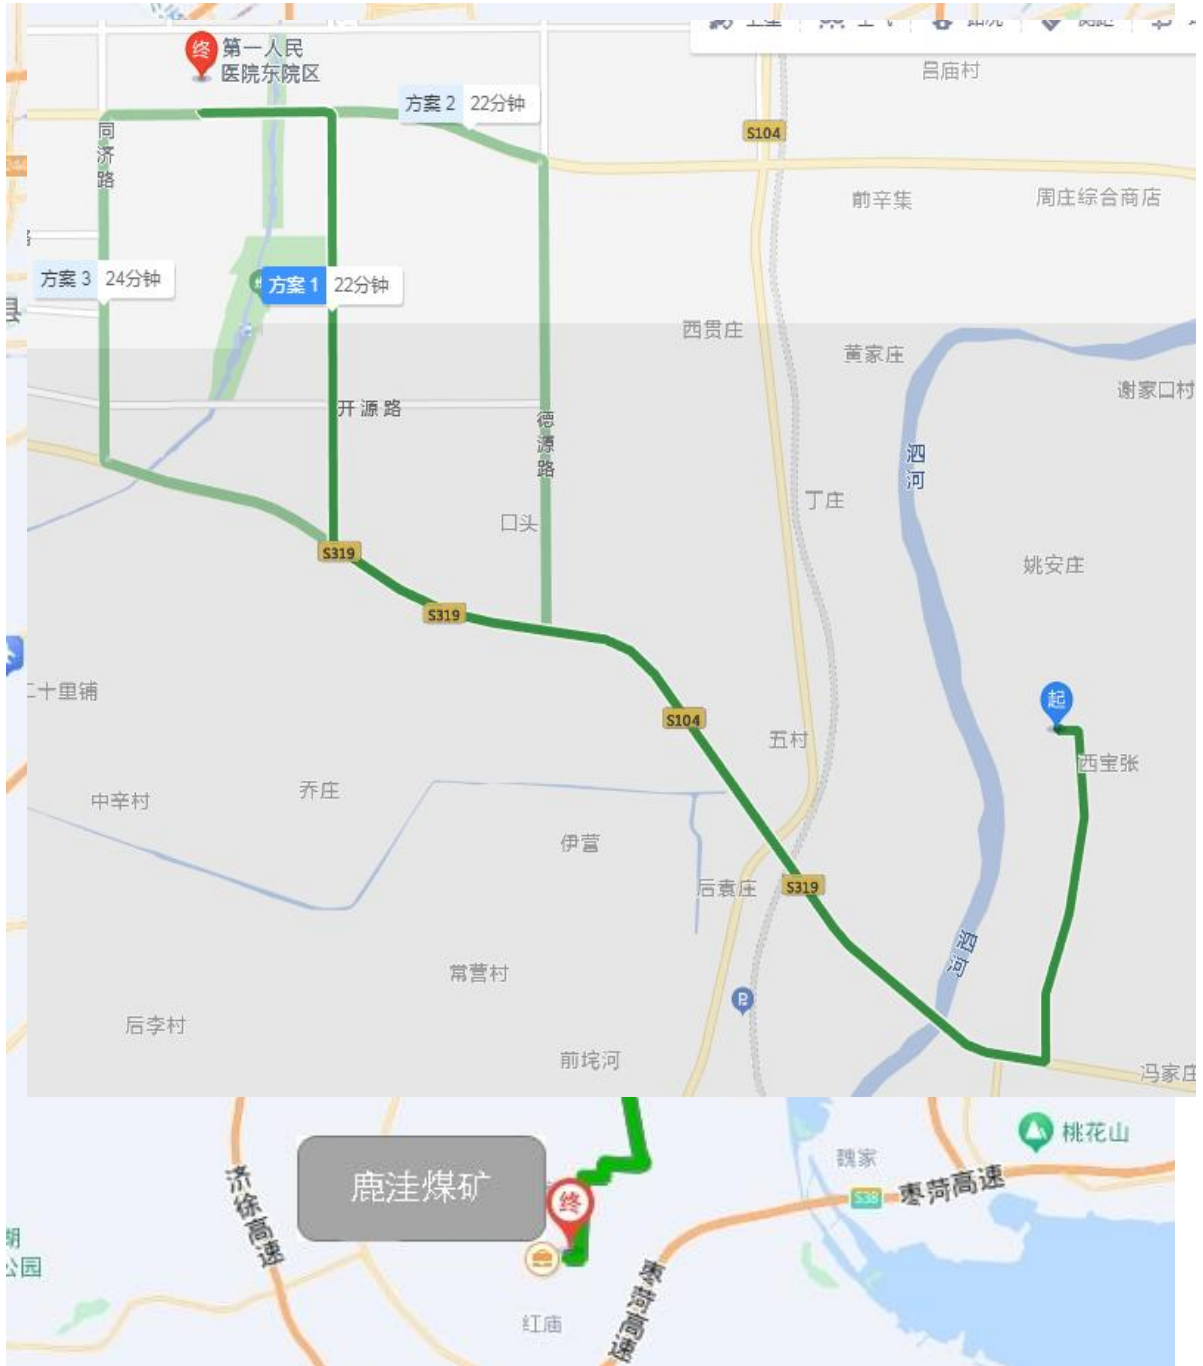 第一人民
医院东院区
终
吕庙村
方案 2 22分钟
S104
同济路
前辛集
周庄综合商店
方案 3 24分钟
方案 1 22分钟
县
西贯庄
黄家庄
谢家口村
开源路
德源路
泗河
口头
丁庄
S319
姚安庄
S319
二十里铺
起
S104
五村
西宝张
中辛村
乔庄
伊营
后袁庄
S319
泗河
常营村
P
后李村
前垞河
冯家庄
桃花山
魏家
济徐高速
鹿洼煤矿
终
S38
枣菏高速
湖
公园
枣菏高速
红庙